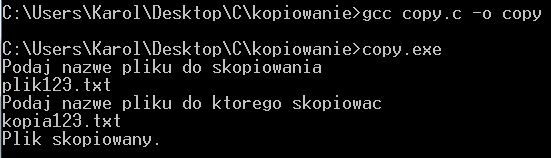 C:\Users\Karol\Desktop\C\kopiowanie>gcc copy.c -o copy
C:\Users\Karol\Desktop\C\kopiowanie>copy.exe
Podaj nazwe pliku do skopiowania
plik123.txt
Podaj nazwe pliku do ktorego skopiowac
kopia123.txt
Plik skopiowany.